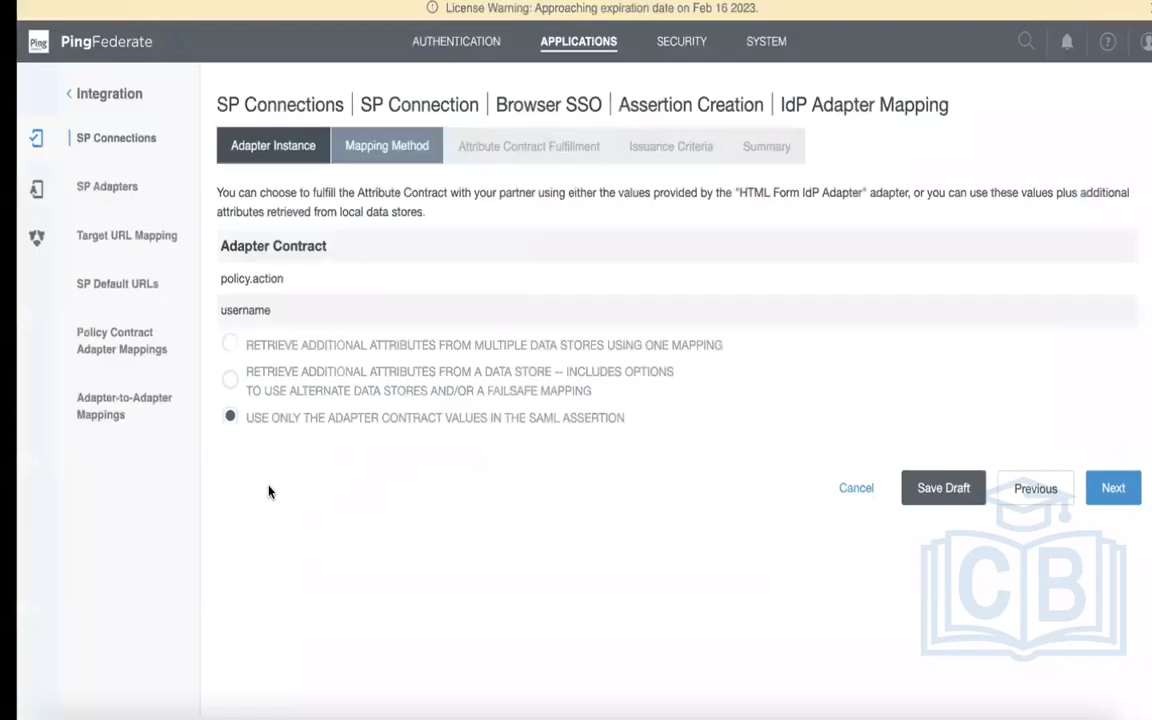 License Warning: Approaching expiration date on Feb 16 2023.
Ping
PingFederate
AUTHENTICATION
APPLICATIONS
SECURITY
SYSTEM
Integration
SP Connections
SP Adapters
Target URL Mapping
SP Default URLs
Policy Contract
Adapter Mappings
Adapter-to-Adapter
Mappings
SP Connections | SP Connection | Browser SSO | Assertion Creation | IdP Adapter Mapping
Adapter Instance
Mapping Method
Attribute Contract Fulfillment
Issuance Criteria
Summary
You can choose to fulfill the Attribute Contract with your partner using either the values provided by the "HTML Form IdP Adapter" adapter, or you can use these values plus additional
attributes retrieved from local data stores.
Adapter Contract
policy.action
username
RETRIEVE ADDITIONAL ATTRIBUTES FROM MULTIPLE DATA STORES USING ONE MAPPING
RETRIEVE ADDITIONAL ATTRIBUTES FROM A DATA STORE -- INCLUDES OPTIONS
TO USE ALTERNATE DATA STORES AND/OR A FAILSAFE MAPPING
USE ONLY THE ADAPTER CONTRACT VALUES IN THE SAML ASSERTION
Cancel
Save Draft
Previous
Next
CB